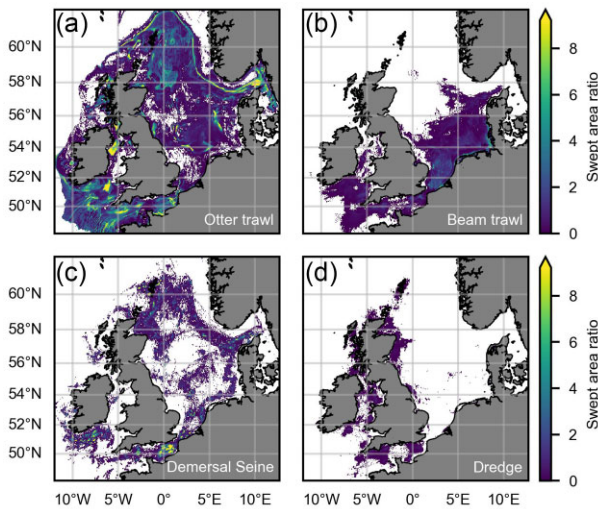 (a)
60°N
58°N
56°N
54°N
52°N
50°N
Otter trawl
(b)
Beam trawl
8
6
4
2
0
Swept area ratio
(c)
60°N
58°N
56°N
54°N
52°N
50°N
Demersal Seine
10°W 5°W 0° 5°E 10°E
(d)
Dredge
10°W 5°W 0° 5°E 10°E
8
6
4
2
0
Swept area ratio